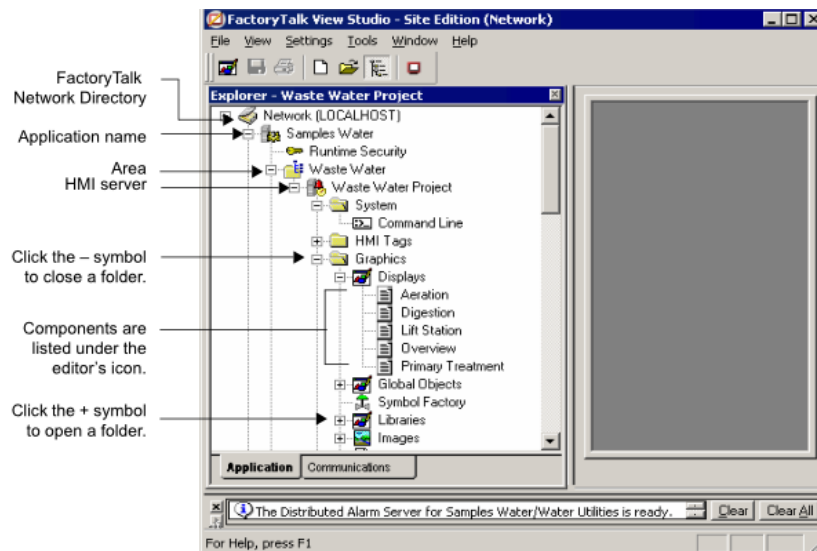 FactoryTalk View Studio - Site Edition (Network)
File View Settings Tools Window Help
Explorer - Waste Water Project
FactoryTalk
Network Directory
Network (LOCALHOST)
Application name
Samples Water
Runtime Security
Area
Waste Water
HMI server
Waste Water Project
System
Command Line
HMI Tags
Click the – symbol
to close a folder.
Graphics
Displays
Aeration
Digestion
Components are
listed under the
editor's icon.
Lift Station
Overview
Primary Treatment
Global Objects
Symbol Factory
Click the + symbol
to open a folder.
Libraries
Images
Application Communications
The Distributed Alarm Server for Samples Water/Water Utilities is ready. Clear Clear All
For Help, press F1